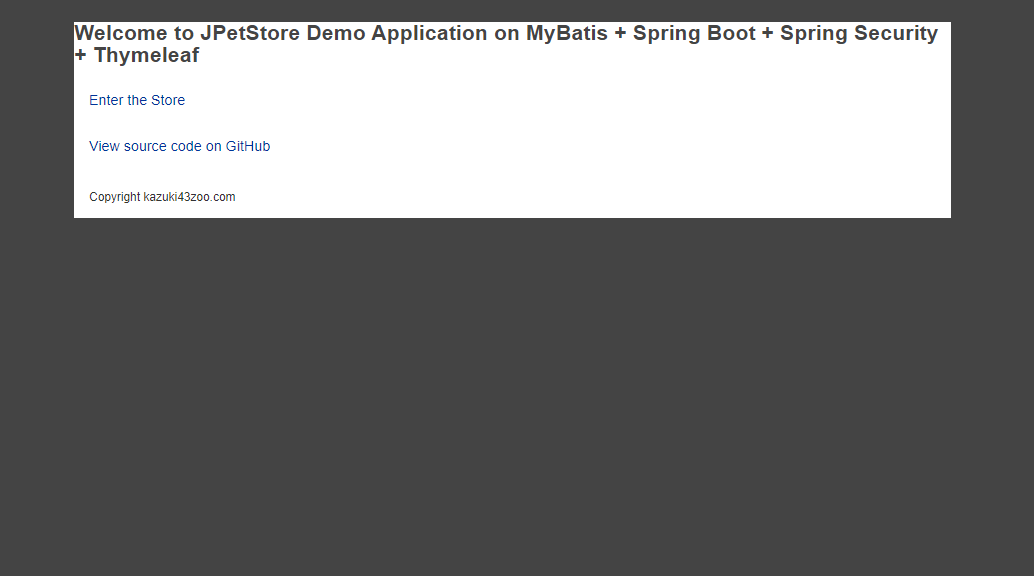 Welcome to JPetStore Demo Application on MyBatis + Spring Boot + Spring Security
+ Thymeleaf
Enter the Store
View source code on GitHub
Copyright kazuki43zoo.com